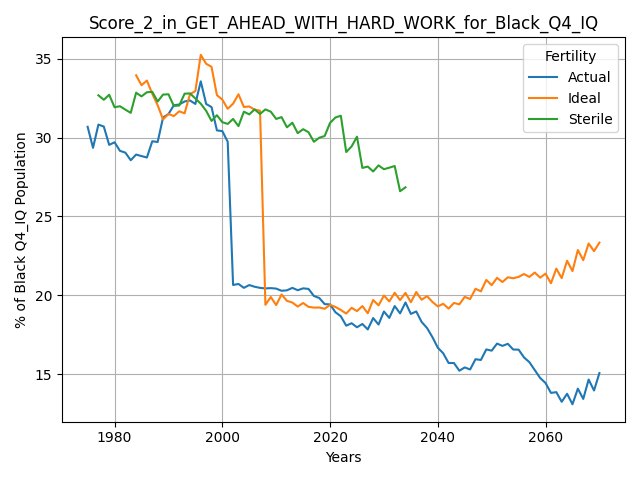 Score_2_in_GET_AHEAD_WITH_HARD_WORK_for_Black_Q4_IQ
Fertility
Actual
Ideal
Sterile
% of Black Q4_IQ Population
35
30
25
20
15
1980
2000
2020
2040
2060
Years